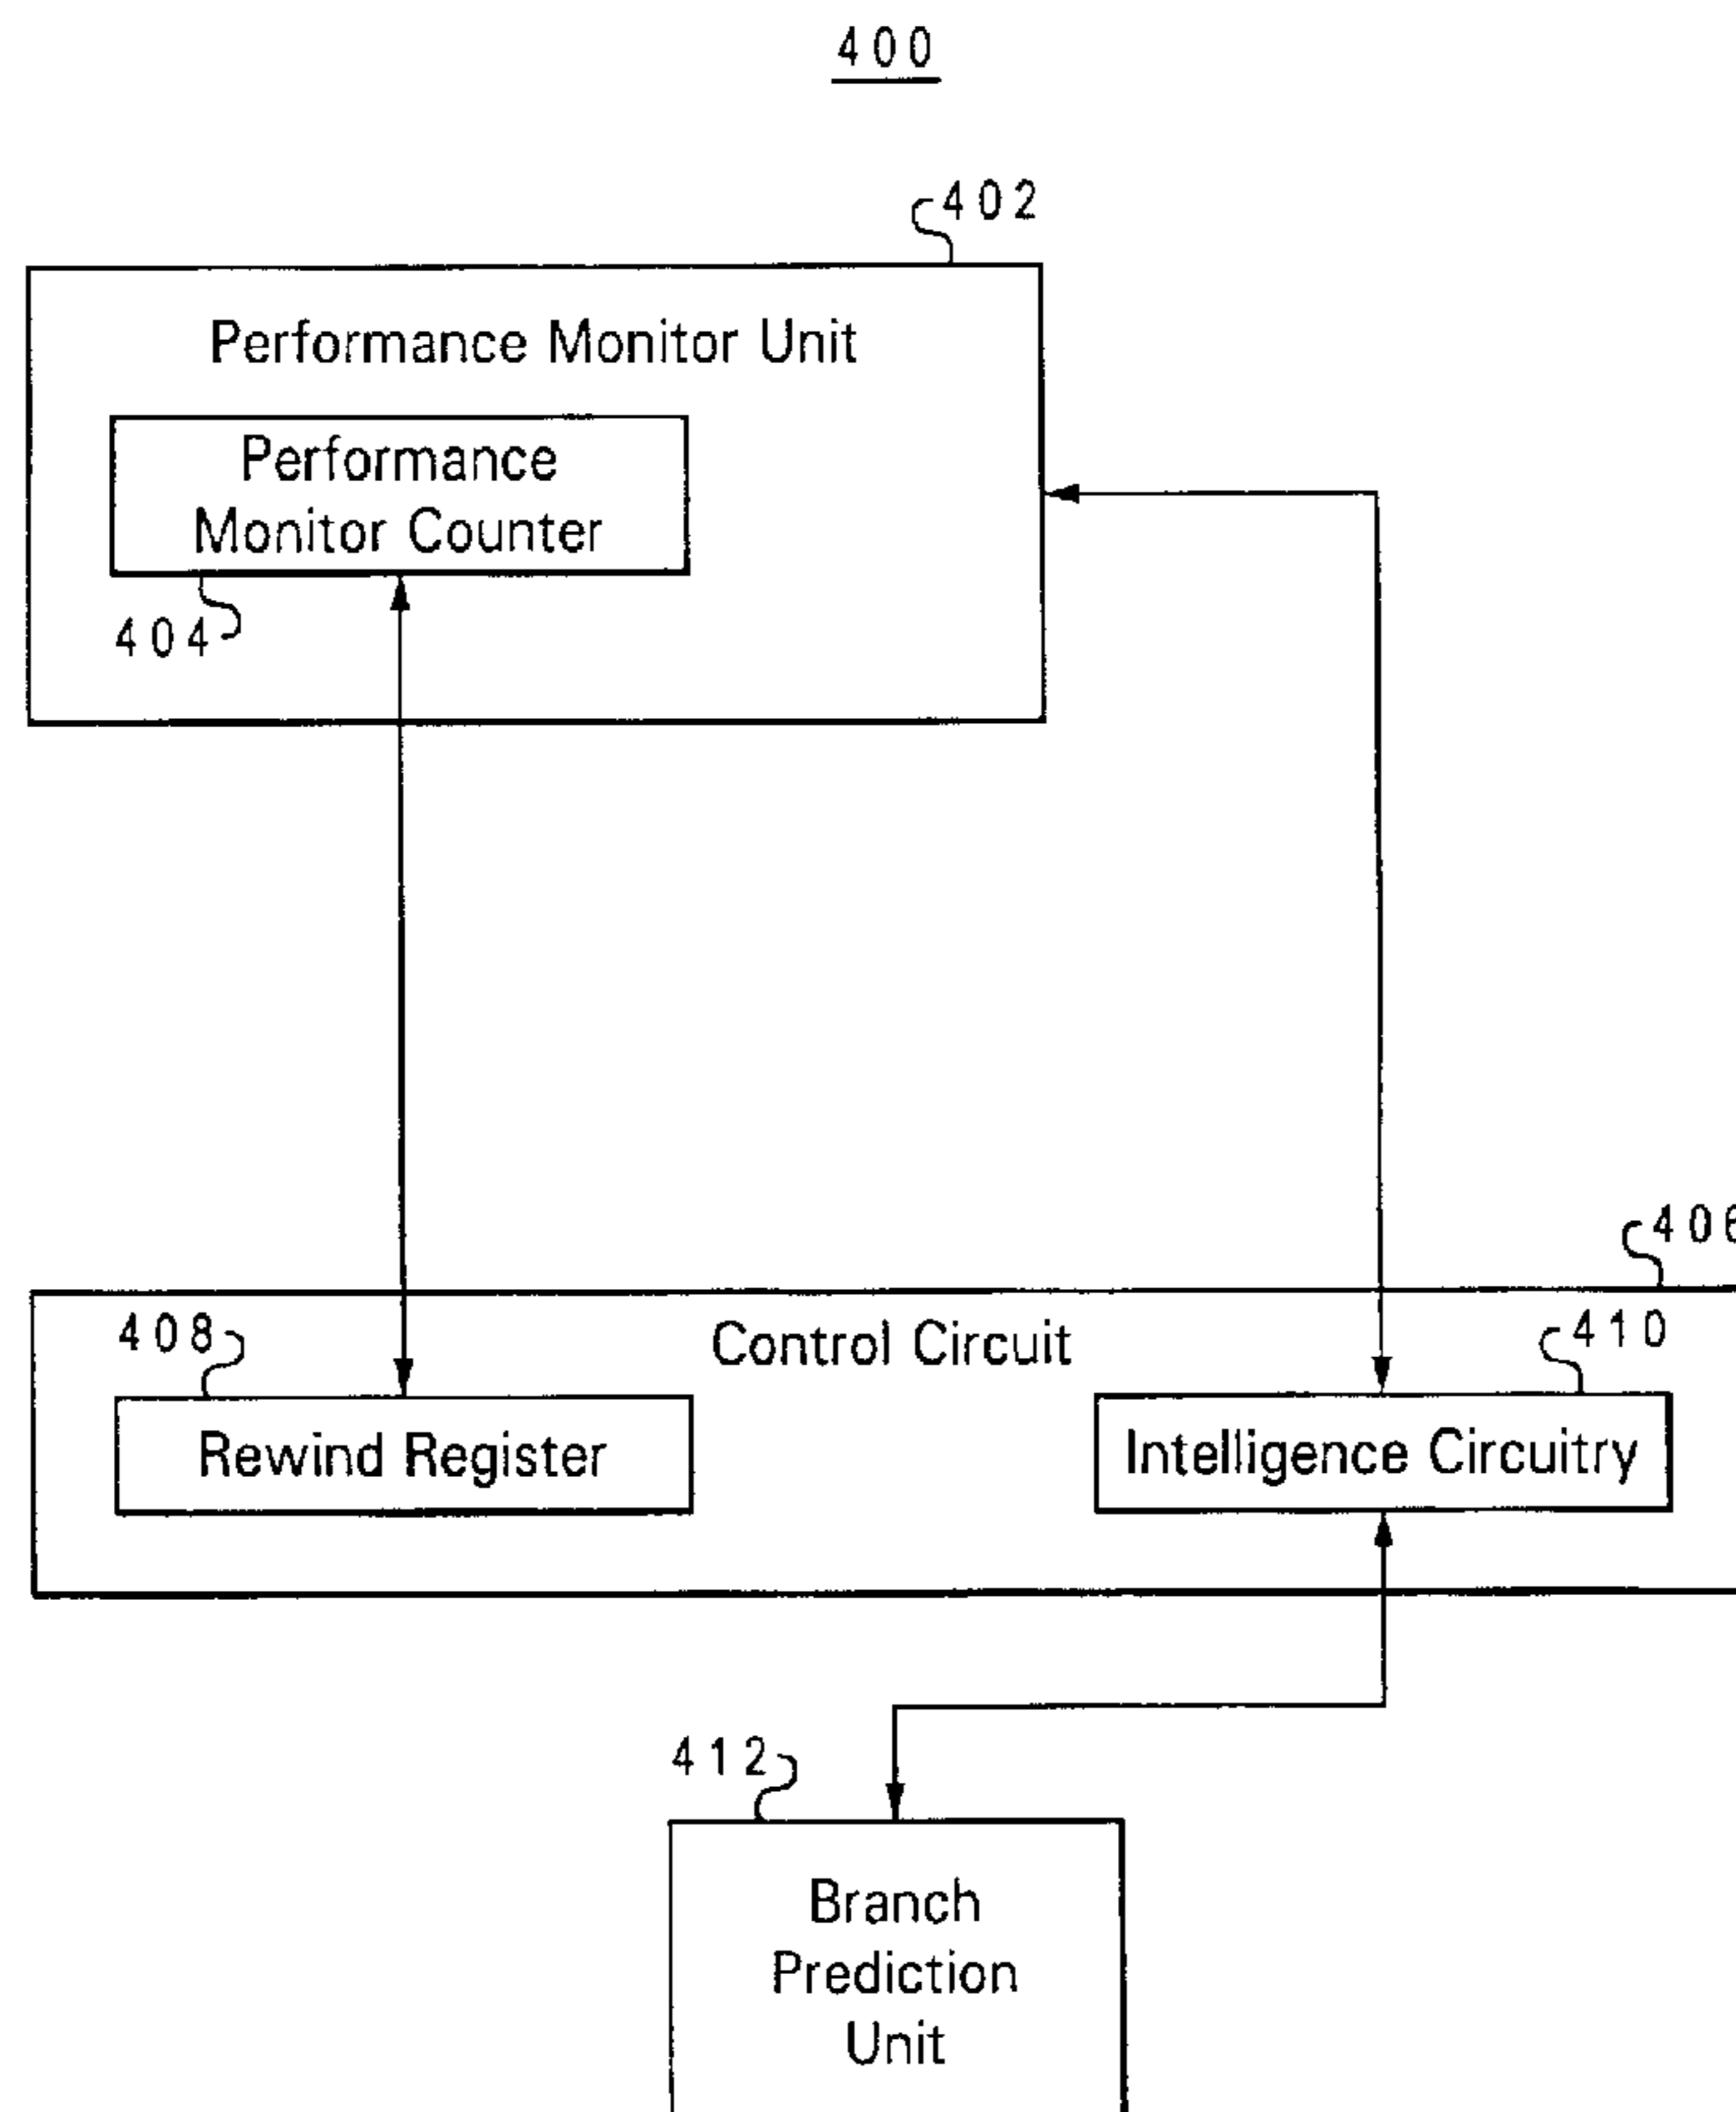 400
402
Performance Monitor Unit
Performance
Monitor Counter
404
406
408
Control Circuit
410
Rewind Register
Intelligence Circuitry
412
Branch
Prediction
Unit